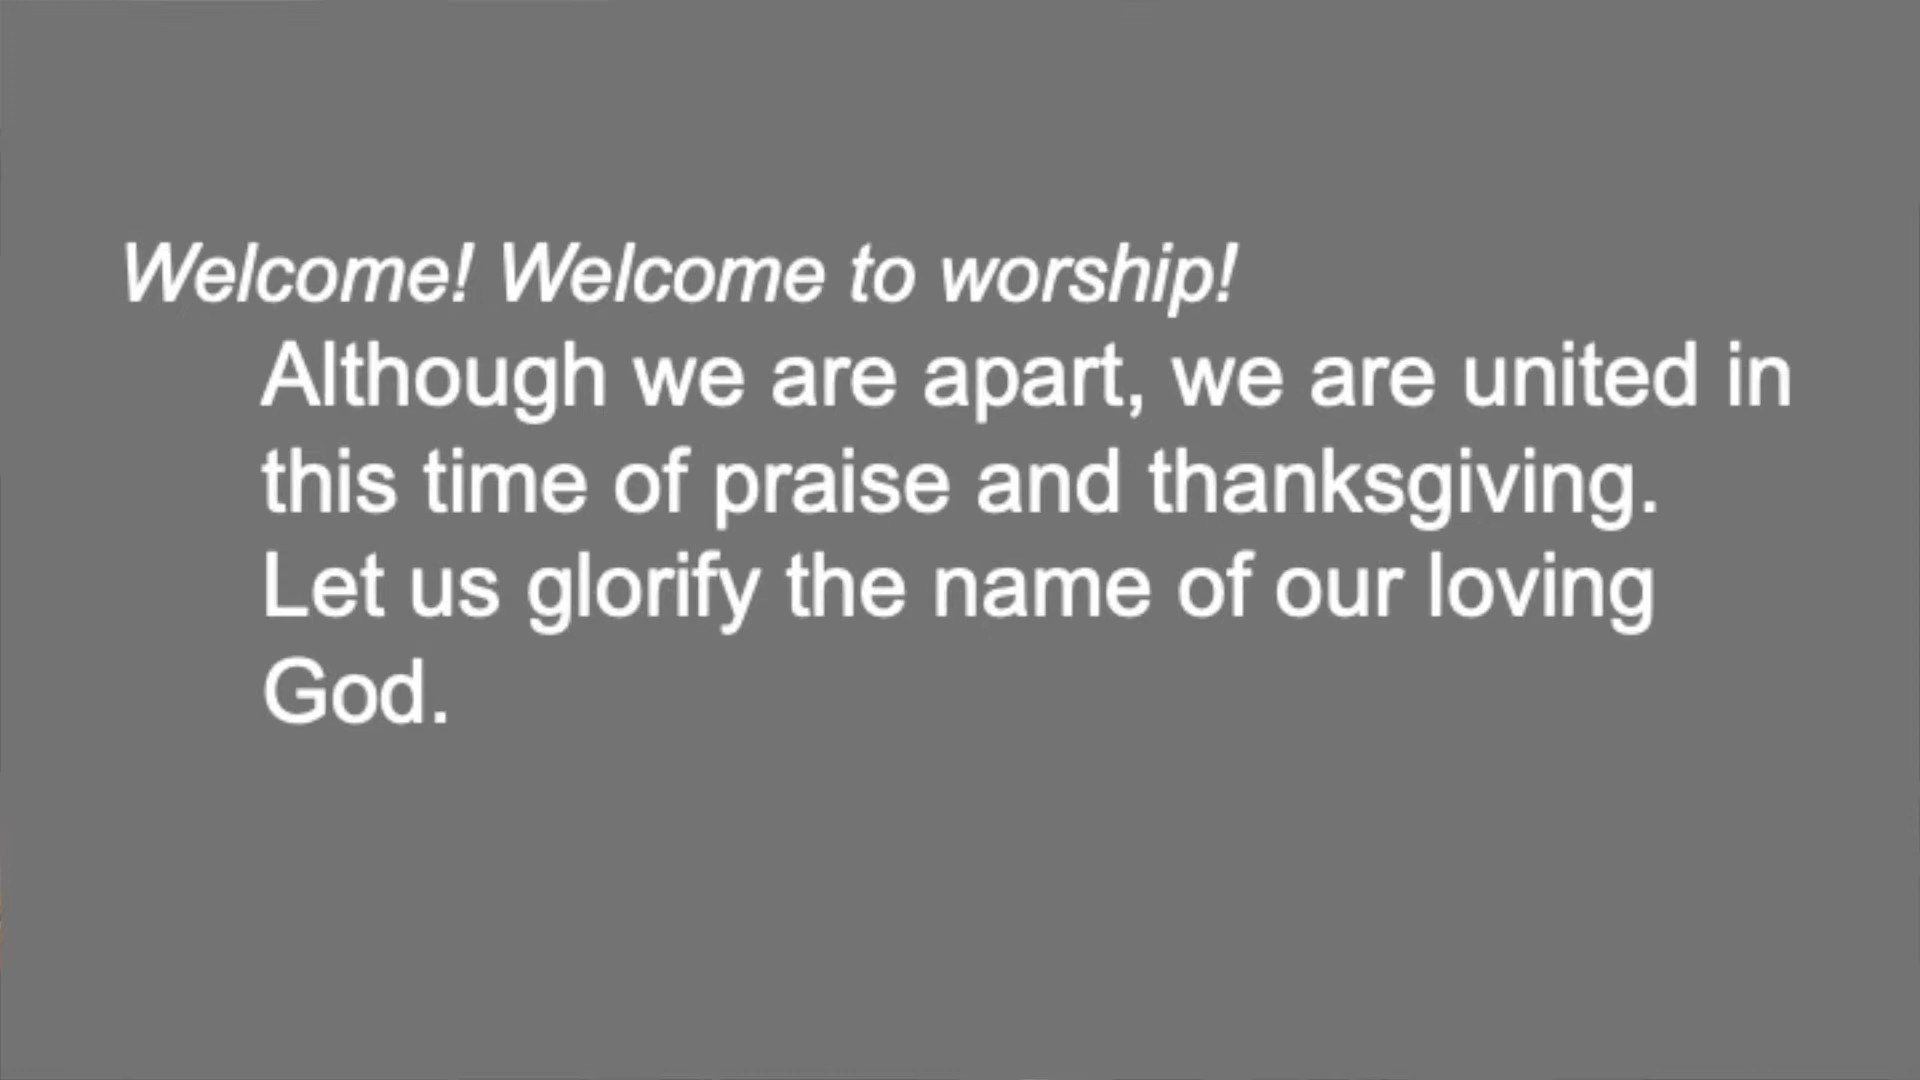 Welcome! Welcome to worship!
Although we are apart, we are united in
this time of praise and thanksgiving.
Let us glorify the name of our loving
God.